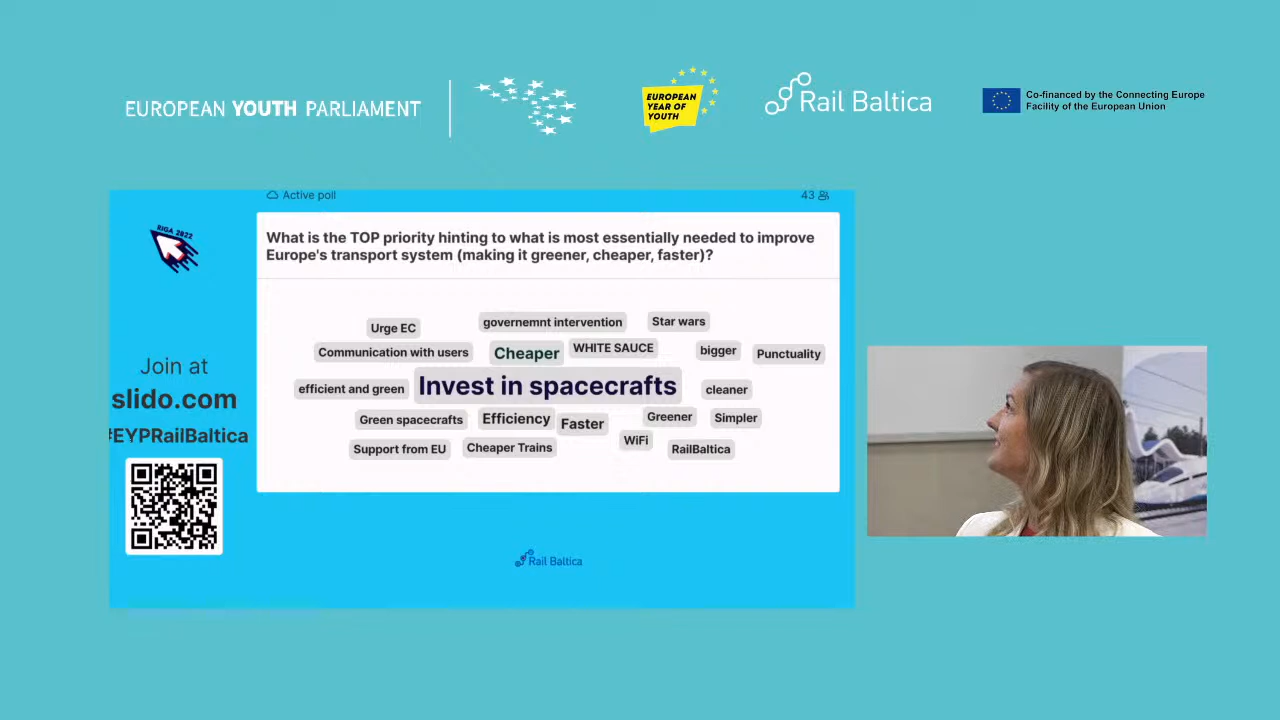 EUROPEAN YOUTH PARLIAMENT
EUROPEAN
YEAR OF
YOUTH
Rail Baltica
Co-financed by the Connecting Europe
Facility of the European Union
Active poll
43
RIGA 2022
What is the TOP priority hinting to what is most essentially needed to improve
Europe's transport system (making it greener, cheaper, faster)?
Urge EC
governemnt intervention
Star wars
Communication with users
Cheaper
WHITE SAUCE
bigger
Punctuality
efficient and green
Invest in spacecrafts
cleaner
Green spacecrafts
Efficiency
Faster
Greener
Simpler
Support from EU
Cheaper Trains
WiFi
RailBaltica
Join at
slido.com
#EYPRailBaltica
Rail Baltica